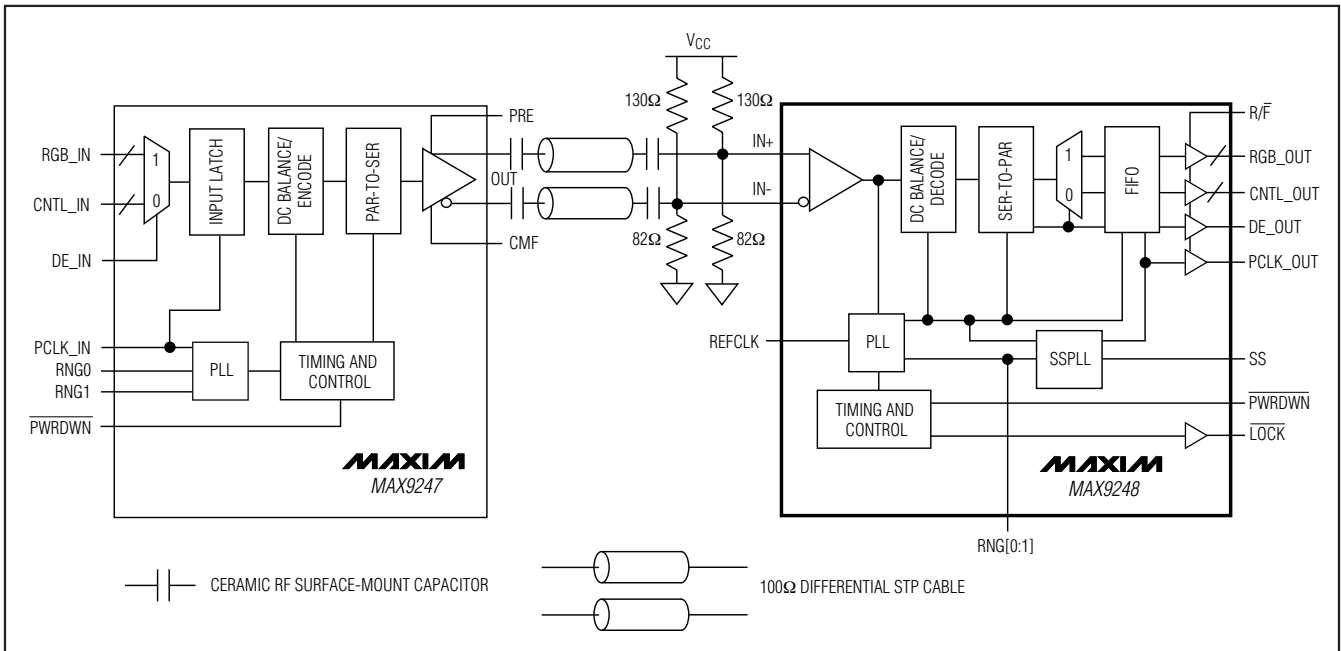 VCC
130Ω
130Ω
PRE
RGB_IN
1
0
CNTL_IN
DE_IN
INPUT LATCH
DC BALANCE/
ENCODE
PAR-TO-SER
OUT
CMF
PCLK_IN
RNG0
RNG1
PWRDWN
PLL
TIMING AND
CONTROL
MAXIM
MAX9247
82Ω
82Ω
IN+
IN-
DC BALANCE/
DECODE
SER-TO-PAR
1
0
FIFO
R/F
RGB_OUT
CNTL_OUT
DE_OUT
PCLK_OUT
REFCLK
PLL
SSPLL
SS
TIMING AND
CONTROL
PWRDWN
LOCK
MAXIM
MAX9248
RNG[0:1]
CERAMIC RF SURFACE-MOUNT CAPACITOR
100Ω DIFFERENTIAL STP CABLE